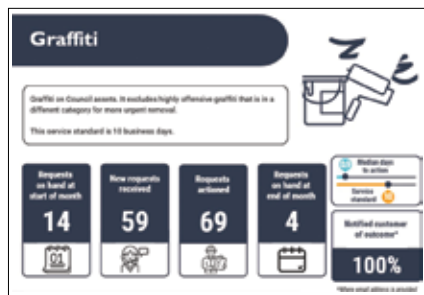 Graffiti
Graffiti on Council assets. It excludes highly offensive graffiti that is in a
different category for more urgent removal.
This service standard is 10 business days.
Requests
on hand at
start of month
14
01
New requests
received
59
Requests
actioned
69
Requests
on hand at
end of month
4
Median days
to action
Service
standard
10
Notified customer
of outcome*
100%
*Where email address is provided